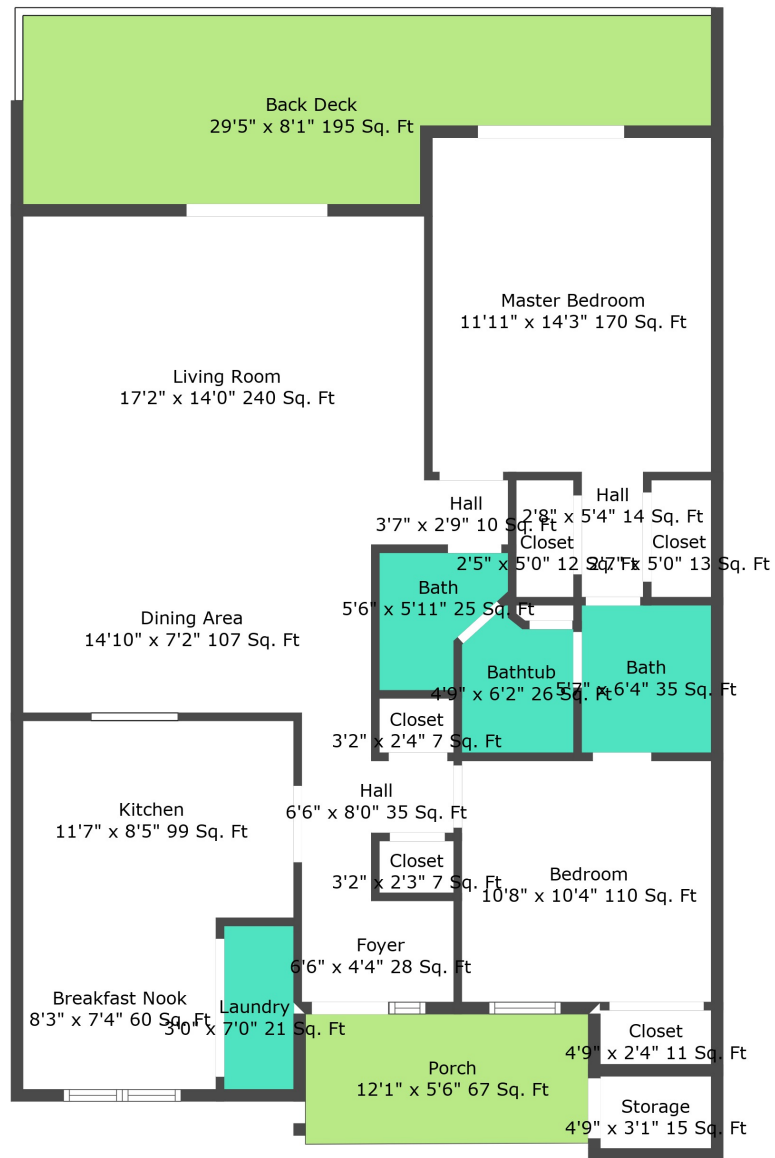 Back Deck
29'5" x 8'1" 195 Sq. Ft
Master Bedroom
11'11" x 14'3" 170 Sq. Ft
Living Room
17'2" x 14'0" 240 Sq. Ft
Hall
3'7" x 2'9" 10 Sq. Ft
Hall
2'8" x 5'4" 14 Sq. Ft
Closet
2'5" x 5'0" 12 Sq. Ft
Closet
2'7" x 5'0" 13 Sq. Ft
Bath
5'6" x 5'11" 25 Sq. Ft
Dining Area
14'10" x 7'2" 107 Sq. Ft
Bathtub
4'9" x 6'2" 26 Sq. Ft
Bath
5'7" x 6'4" 35 Sq. Ft
Closet
3'2" x 2'4" 7 Sq. Ft
Hall
6'6" x 8'0" 35 Sq. Ft
Kitchen
11'7" x 8'5" 99 Sq. Ft
Closet
3'2" x 2'3" 7 Sq. Ft
Bedroom
10'8" x 10'4" 110 Sq. Ft
Foyer
6'6" x 4'4" 28 Sq. Ft
Breakfast Nook
8'3" x 7'4" 60 Sq. Ft
Laundry
3'0" x 7'0" 21 Sq. Ft
Closet
4'9" x 2'4" 11 Sq. Ft
Porch
12'1" x 5'6" 67 Sq. Ft
Storage
4'9" x 3'1" 15 Sq. Ft